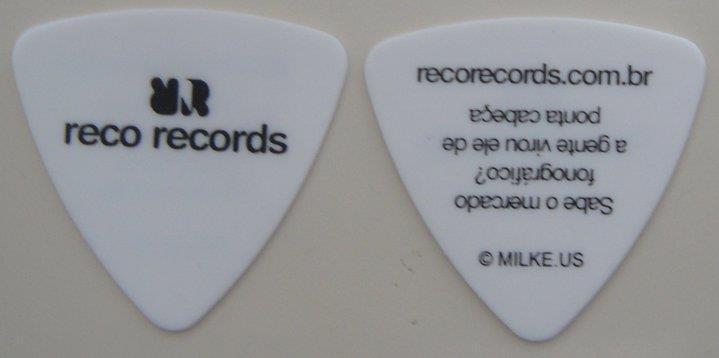 reco records
recorecords.com.br
Sabe o mercado
fonográfico?
a gente virou ele de
ponta cabeça
© MILKE.US